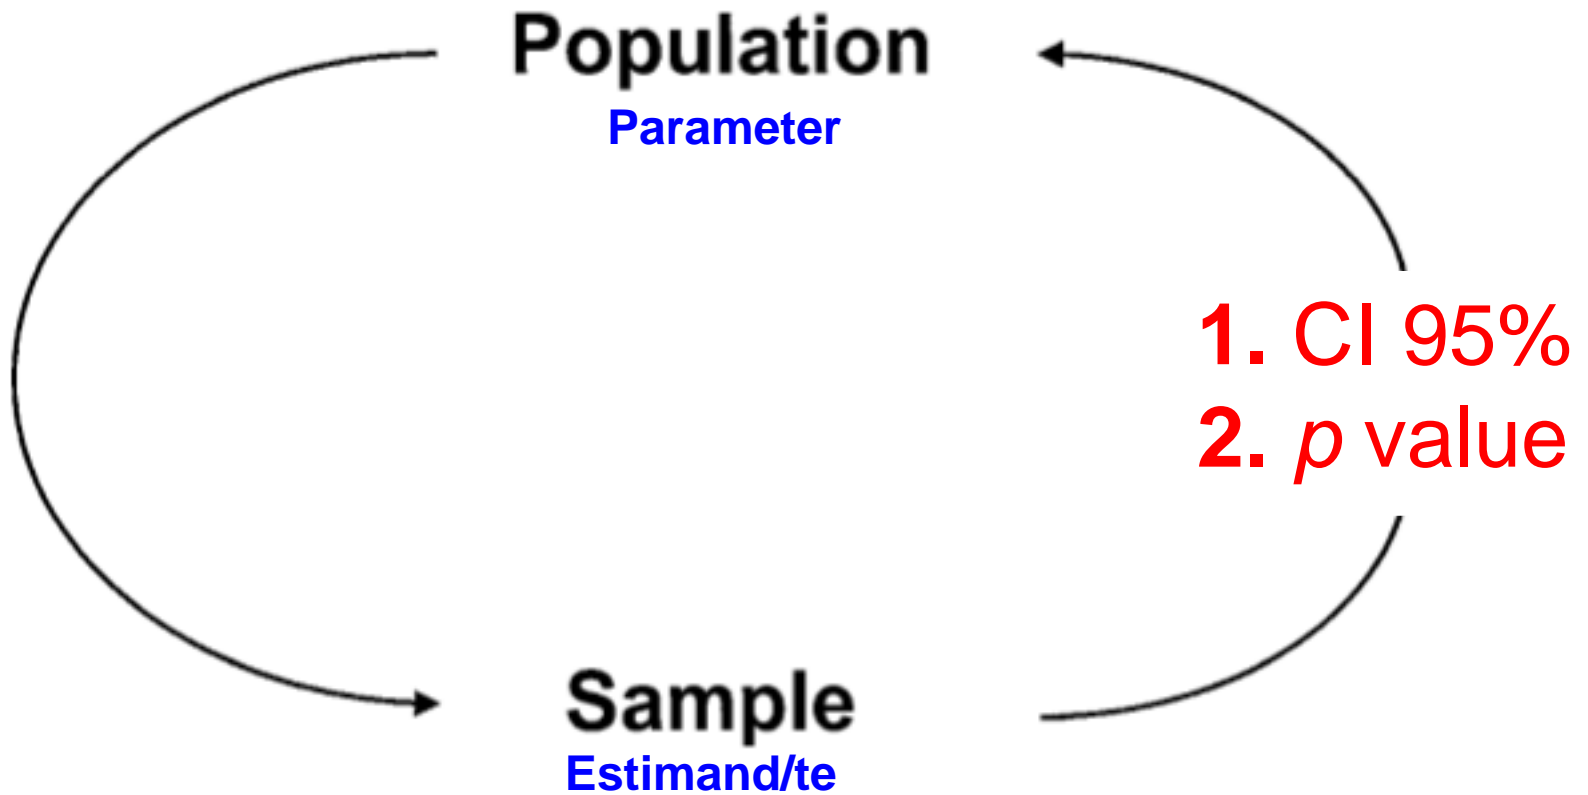 Population
Parameter
1. CI 95%
2. p value
Sample
Estimand/te